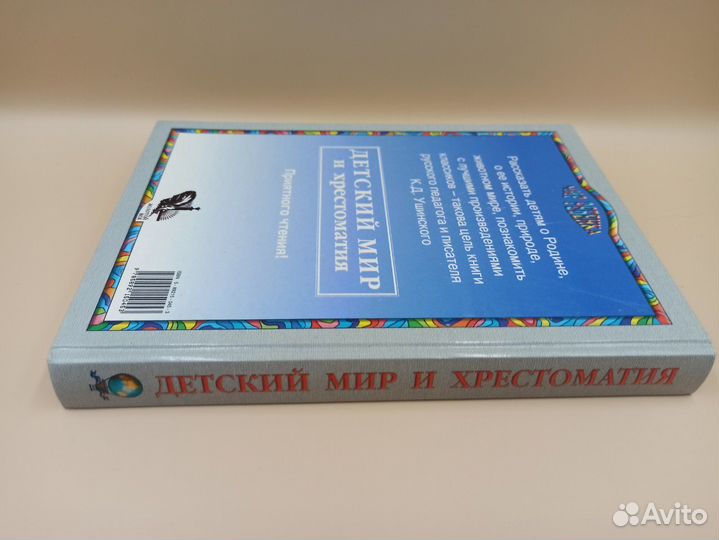 Рассказать детям о Родине,
о ее истории, природе,
животном мире, познакомить
с лучшими произведениями
классиков – такова цель книги
русского педагога и писателя
К.Д. Ушинского
ДЕТСКИЙ МИР
и хрестоматия
Приятного чтения!
ДЕТСКИЙ МИР И ХРЕСТОМАТИЯ
Avito